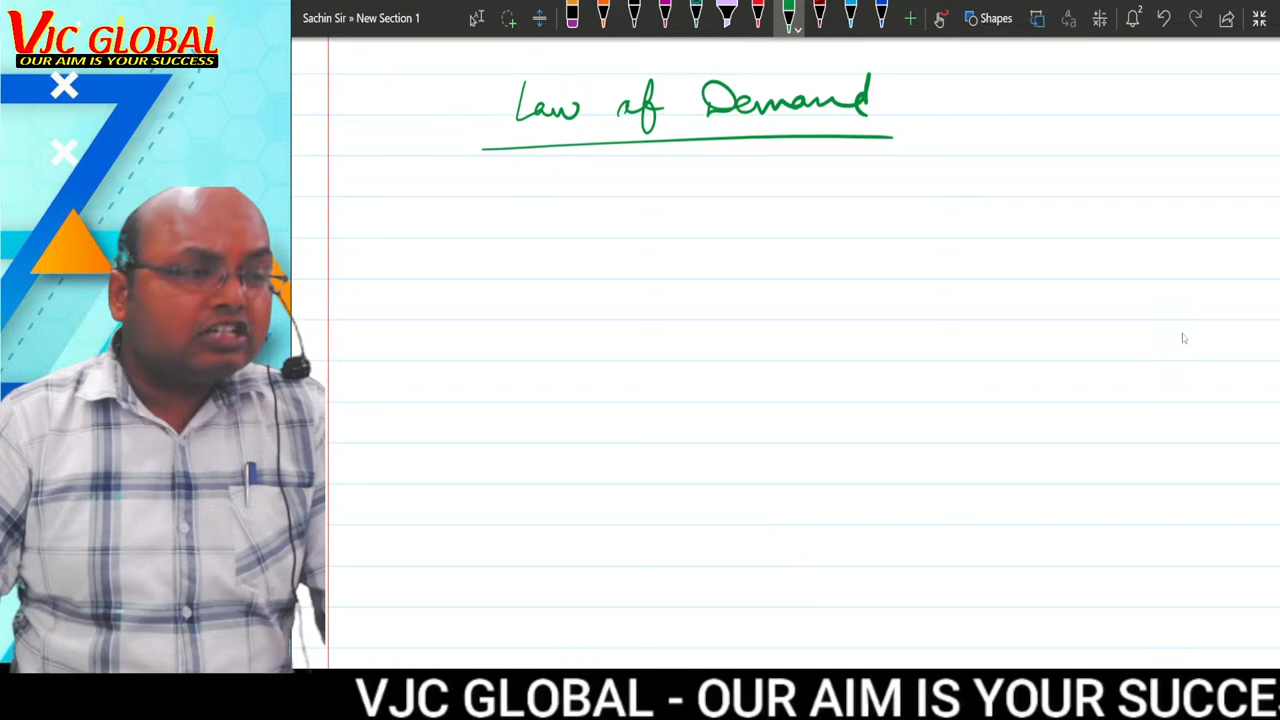 VJC GLOBAL
OUR AIM IS YOUR SUCCESS
Sachin Sir » New Section 1
Shapes
2
Law of Demand
VJC GLOBAL - OUR AIM IS YOUR SUCCE